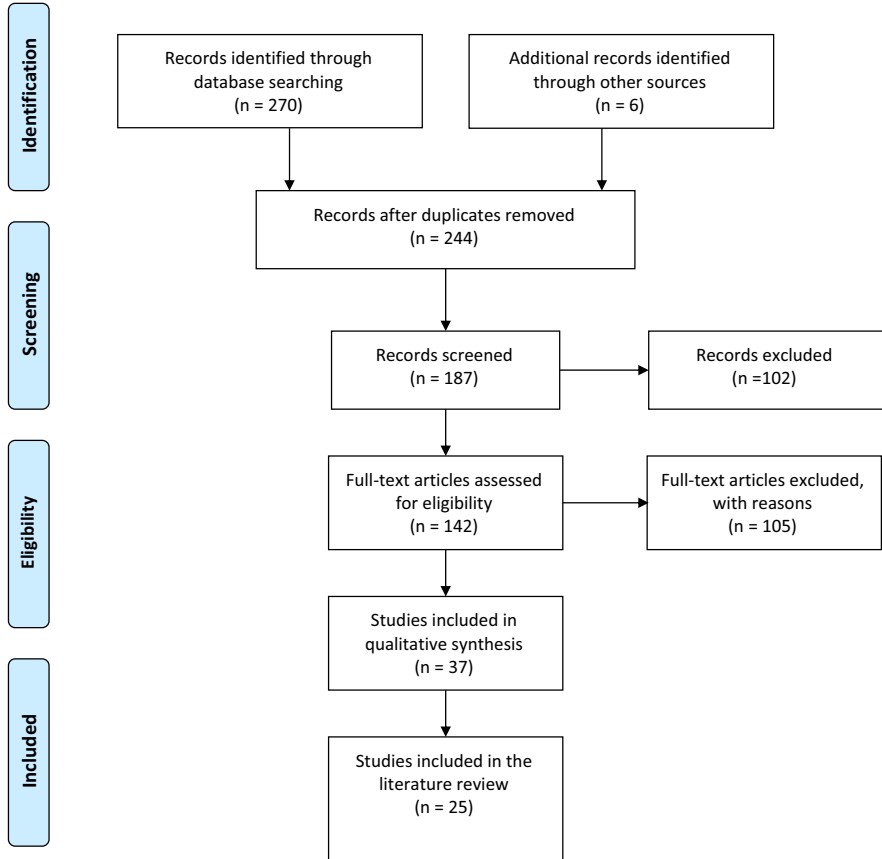 Identification
Records identified through
database searching
(n = 270)
Additional records identified
through other sources
(n = 6)
Records after duplicates removed
(n = 244)
Screening
Records screened
(n = 187)
Records excluded
(n =102)
Eligibility
Full-text articles assessed
for eligibility
(n = 142)
Full-text articles excluded,
with reasons
(n = 105)
Studies included in
qualitative synthesis
(n = 37)
Included
Studies included in the
literature review
(n = 25)